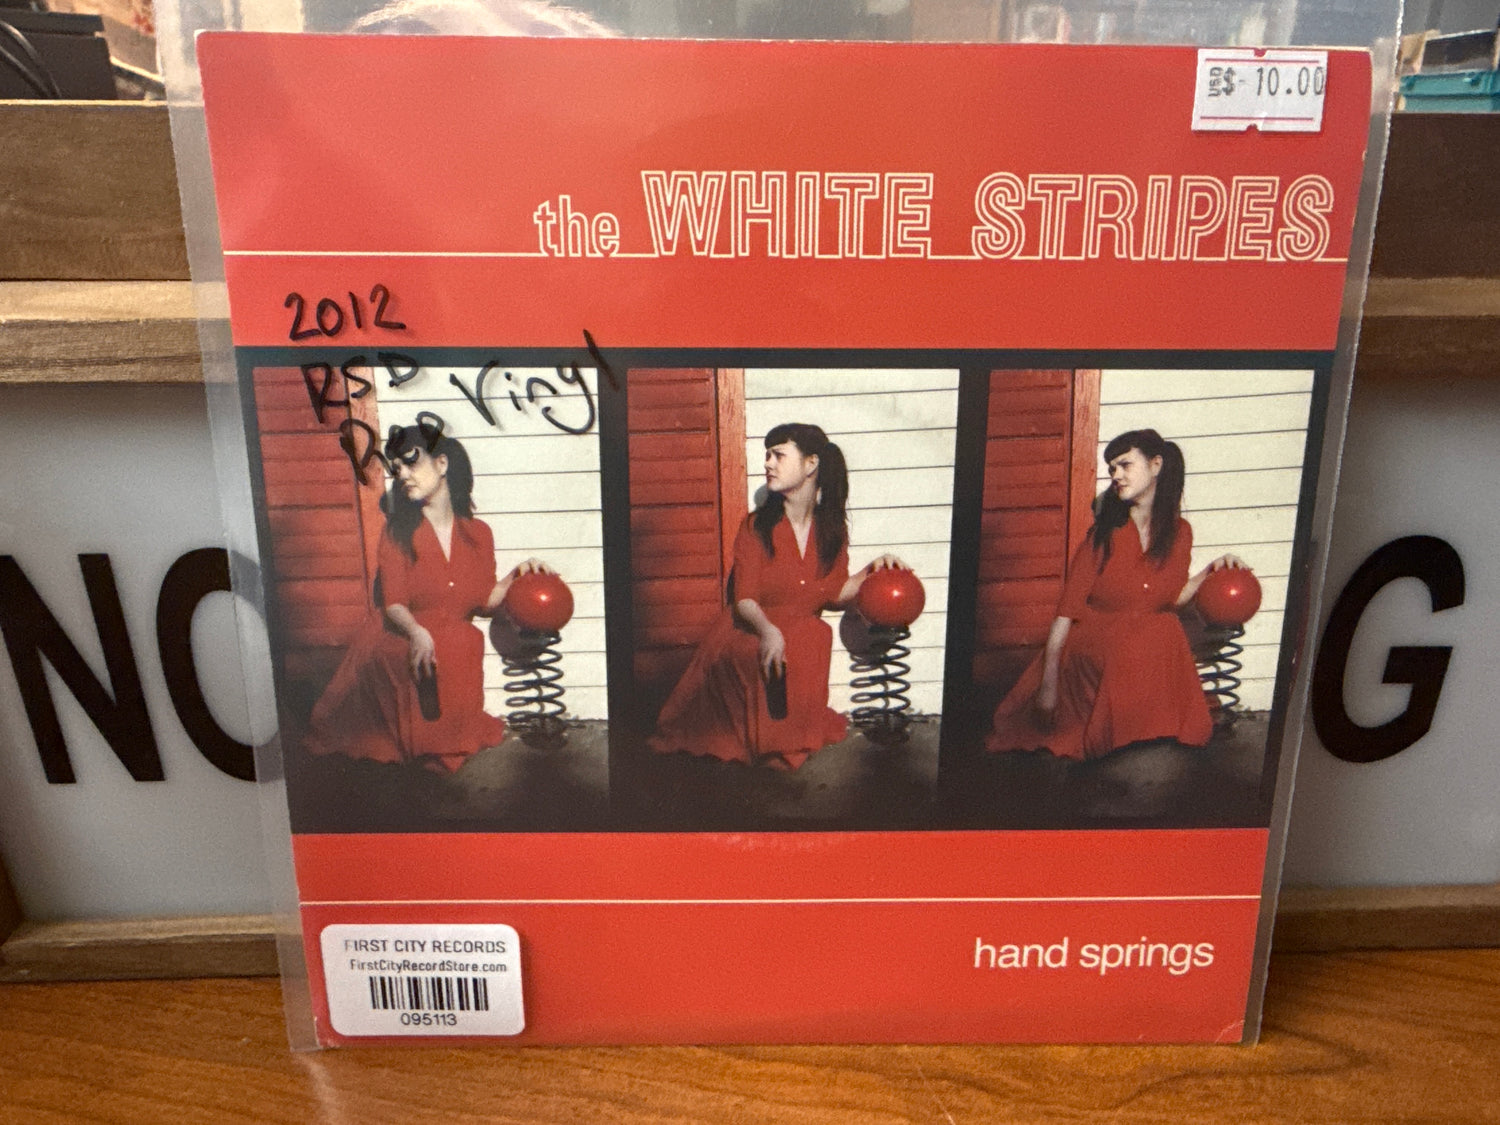 USD $- 10.00
the WHITE STRIPES
2012
RSD
Red Vinyl
NO
G
hand springs
FIRST CITY RECORDS
FirstCityRecordStore.com
095113